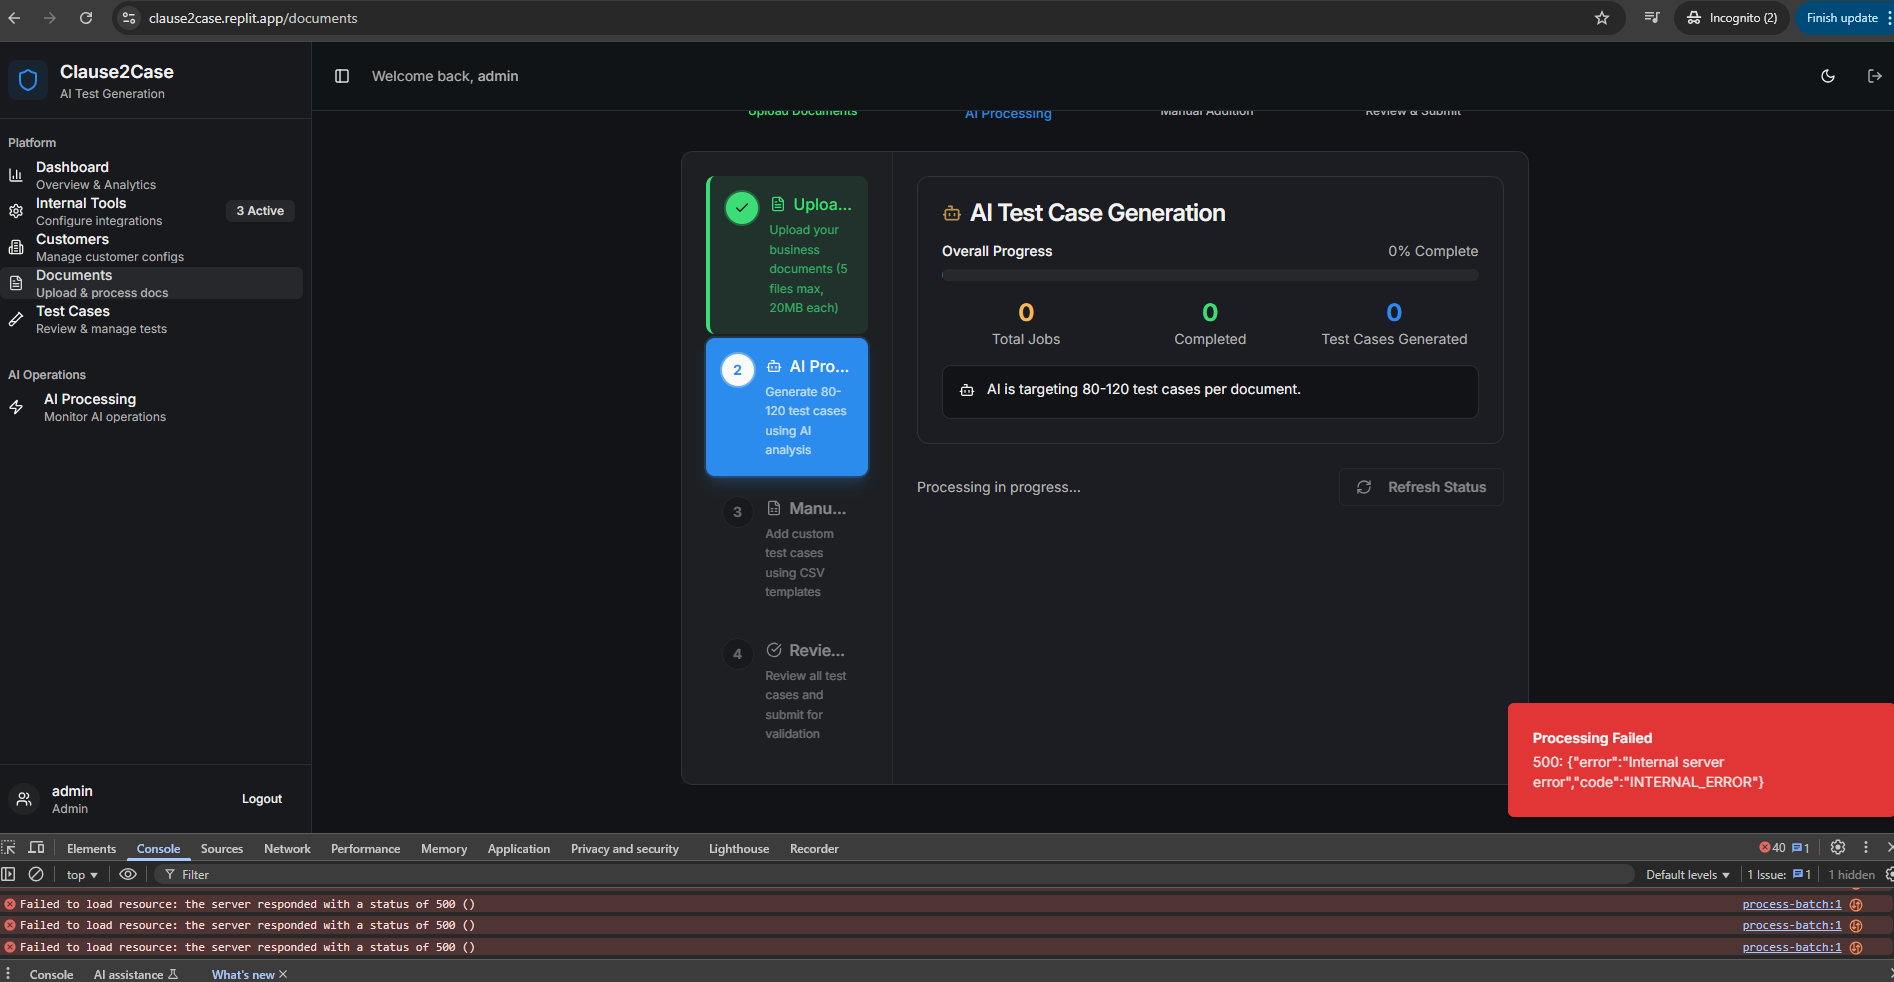 clause2case.replit.app/documents
Incognito (2)
Finish update
Clause2Case
AI Test Generation
Welcome back, admin
Platform
Dashboard
Overview & Analytics
Internal Tools
Configure integrations
3 Active
Customers
Manage customer configs
Documents
Upload & process docs
Test Cases
Review & manage tests
AI Operations
AI Processing
Monitor AI operations
admin
Admin
Logout
Upload Documents
AI Processing
Manual Addition
Review & Submit
Uploa...
Upload your
business
documents (5
files max,
20MB each)
2
AI Pro...
Generate 80-
120 test cases
using AI
analysis
3
Manu...
Add custom
test cases
using CSV
templates
4
Revie...
Review all test
cases and
submit for
validation
AI Test Case Generation
Overall Progress
0% Complete
0
Total Jobs
0
Completed
0
Test Cases Generated
AI is targeting 80-120 test cases per document.
Processing in progress...
Refresh Status
Processing Failed
500: {"error":"Internal server
error","code":"INTERNAL_ERROR"}
Elements
Console
Sources
Network
Performance
Memory
Application
Privacy and security
Lighthouse
Recorder
40
1
top
Filter
Default levels
1 Issue:
1
1 hidden
Failed to load resource: the server responded with a status of 500 ()
process-batch:1
Failed to load resource: the server responded with a status of 500 ()
process-batch:1
Failed to load resource: the server responded with a status of 500 ()
process-batch:1
Console
AI assistance
What's new